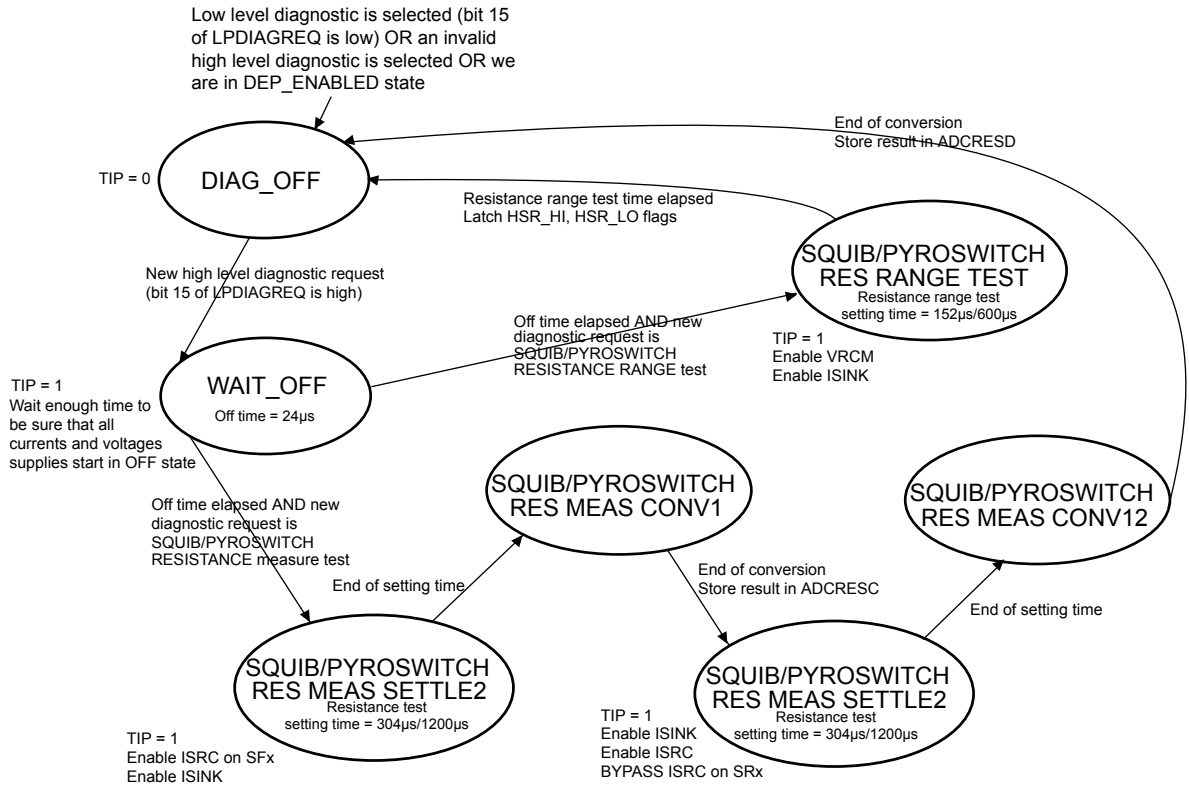 Low level diagnostic is selected (bit 15
of LPDIAGREQ is low) OR an invalid
high level diagnostic is selected OR we
are in DEP_ENABLED state
End of conversion
Store result in ADCRESD
TIP = 0
DIAG_OFF
Resistance range test time elapsed
Latch HSR_HI, HSR_LO flags
SQUIB/PYROSWITCH
RES RANGE TEST
Resistance range test
setting time = 152µs/600µs
New high level diagnostic request
(bit 15 of LPDIAGREQ is high)
Off time elapsed AND new
diagnostic request is
SQUIB/PYROSWITCH
RESISTANCE RANGE test
TIP = 1
Enable VRCM
Enable ISINK
TIP = 1
Wait enough time to
be sure that all
currents and voltages
supplies start in OFF state
WAIT_OFF
Off time = 24µs
SQUIB/PYROSWITCH
RES MEAS CONV1
SQUIB/PYROSWITCH
RES MEAS CONV12
Off time elapsed AND new
diagnostic request is
SQUIB/PYROSWITCH
RESISTANCE measure test
End of setting time
End of conversion
Store result in ADCRESC
End of setting time
SQUIB/PYROSWITCH
RES MEAS SETTLE2
Resistance test
setting time = 304µs/1200µs
SQUIB/PYROSWITCH
RES MEAS SETTLE2
Resistance test
setting time = 304µs/1200µs
TIP = 1
Enable ISRC on SFx
Enable ISINK
TIP = 1
Enable ISINK
Enable ISRC
BYPASS ISRC on SRx